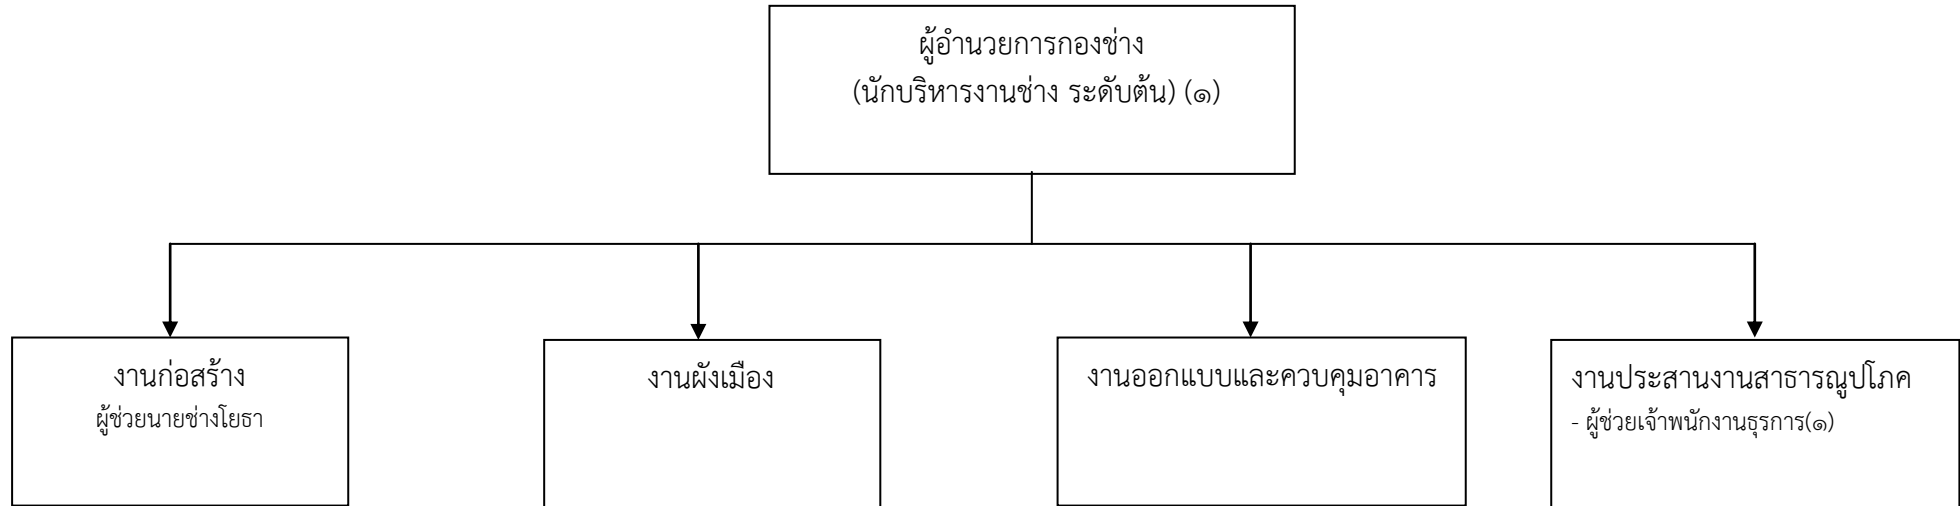 ผู้อำนวยการกองช่าง
(นักบริหารงานช่าง ระดับต้น) (๑)
งานก่อสร้าง
ผู้ช่วยนายช่างโยธา
งานผังเมือง
งานออกแบบและควบคุมอาคาร
งานประสานงานสาธารณูปโภค
- ผู้ช่วยเจ้าพนักงานธุรการ(๑)